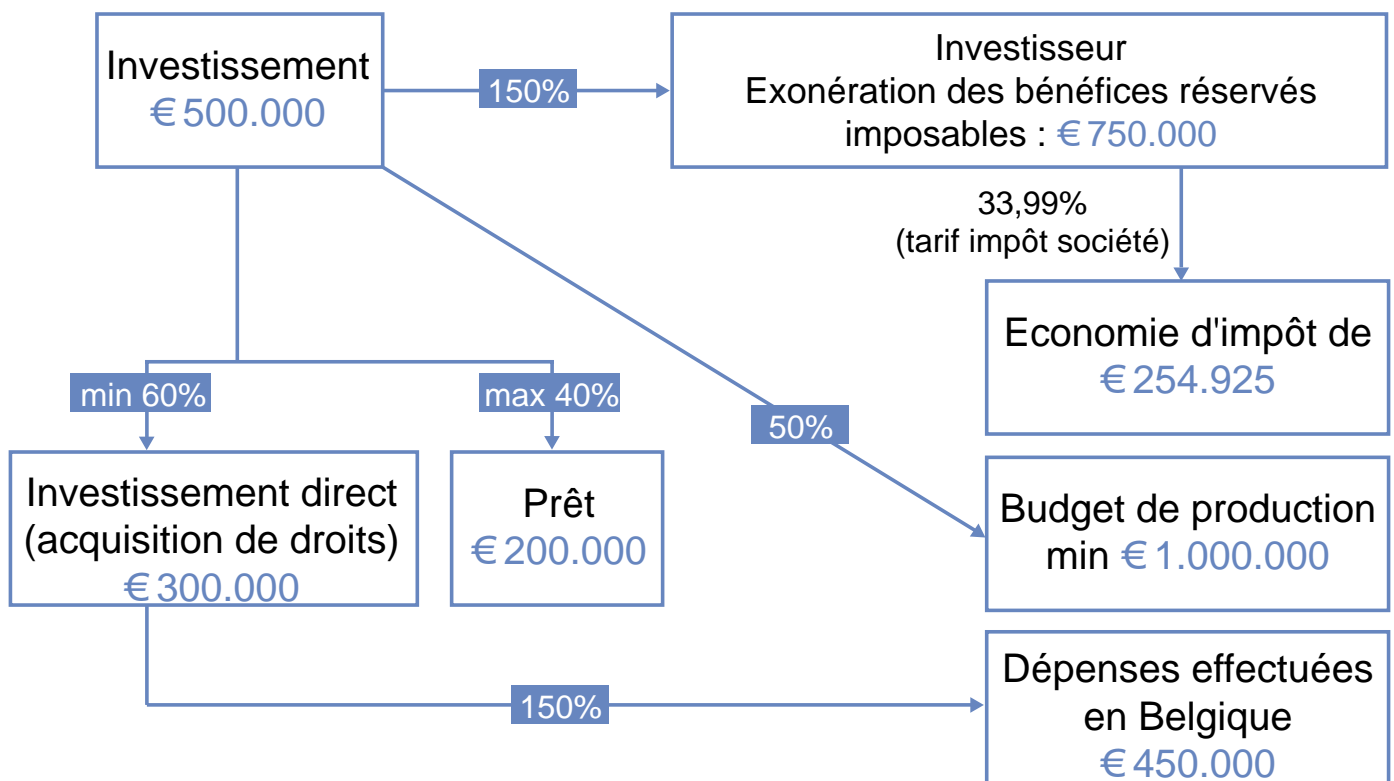 Investissement
€ 500.000
150%
Investisseur
Exonération des bénéfices réservés
imposables : € 750.000
33,99%
(tarif impôt société)
Economie d'impôt de
€ 254.925
min 60%
max 40%
50%
Investissement direct
(acquisition de droits)
€ 300.000
Prêt
€ 200.000
Budget de production
min € 1.000.000
150%
Dépenses effectuées
en Belgique
€ 450.000